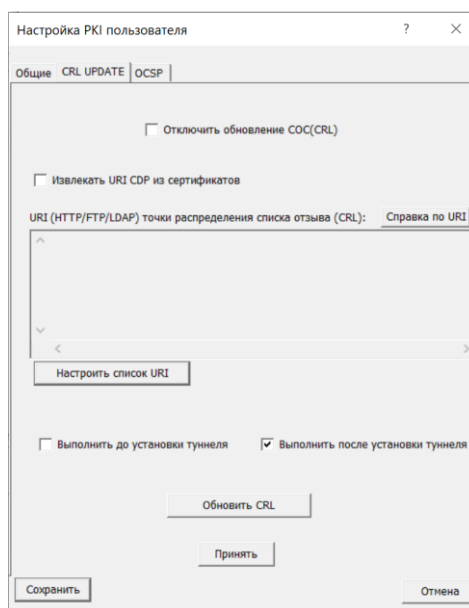 Настройка PKI пользователя ?
Общие CRL UPDATE OCSP
Отключить обновление СОС(CRL)
Извлекать URI CDP из сертификатов
URI (HTTP/FTP/LDAP) точки распределения списка отзыва (CRL): Справка по URI
Настроить список URI
Выполнить до установки туннеля Выполнить после установки туннеля
Обновить CRL
Принять
Сохранить Отмена